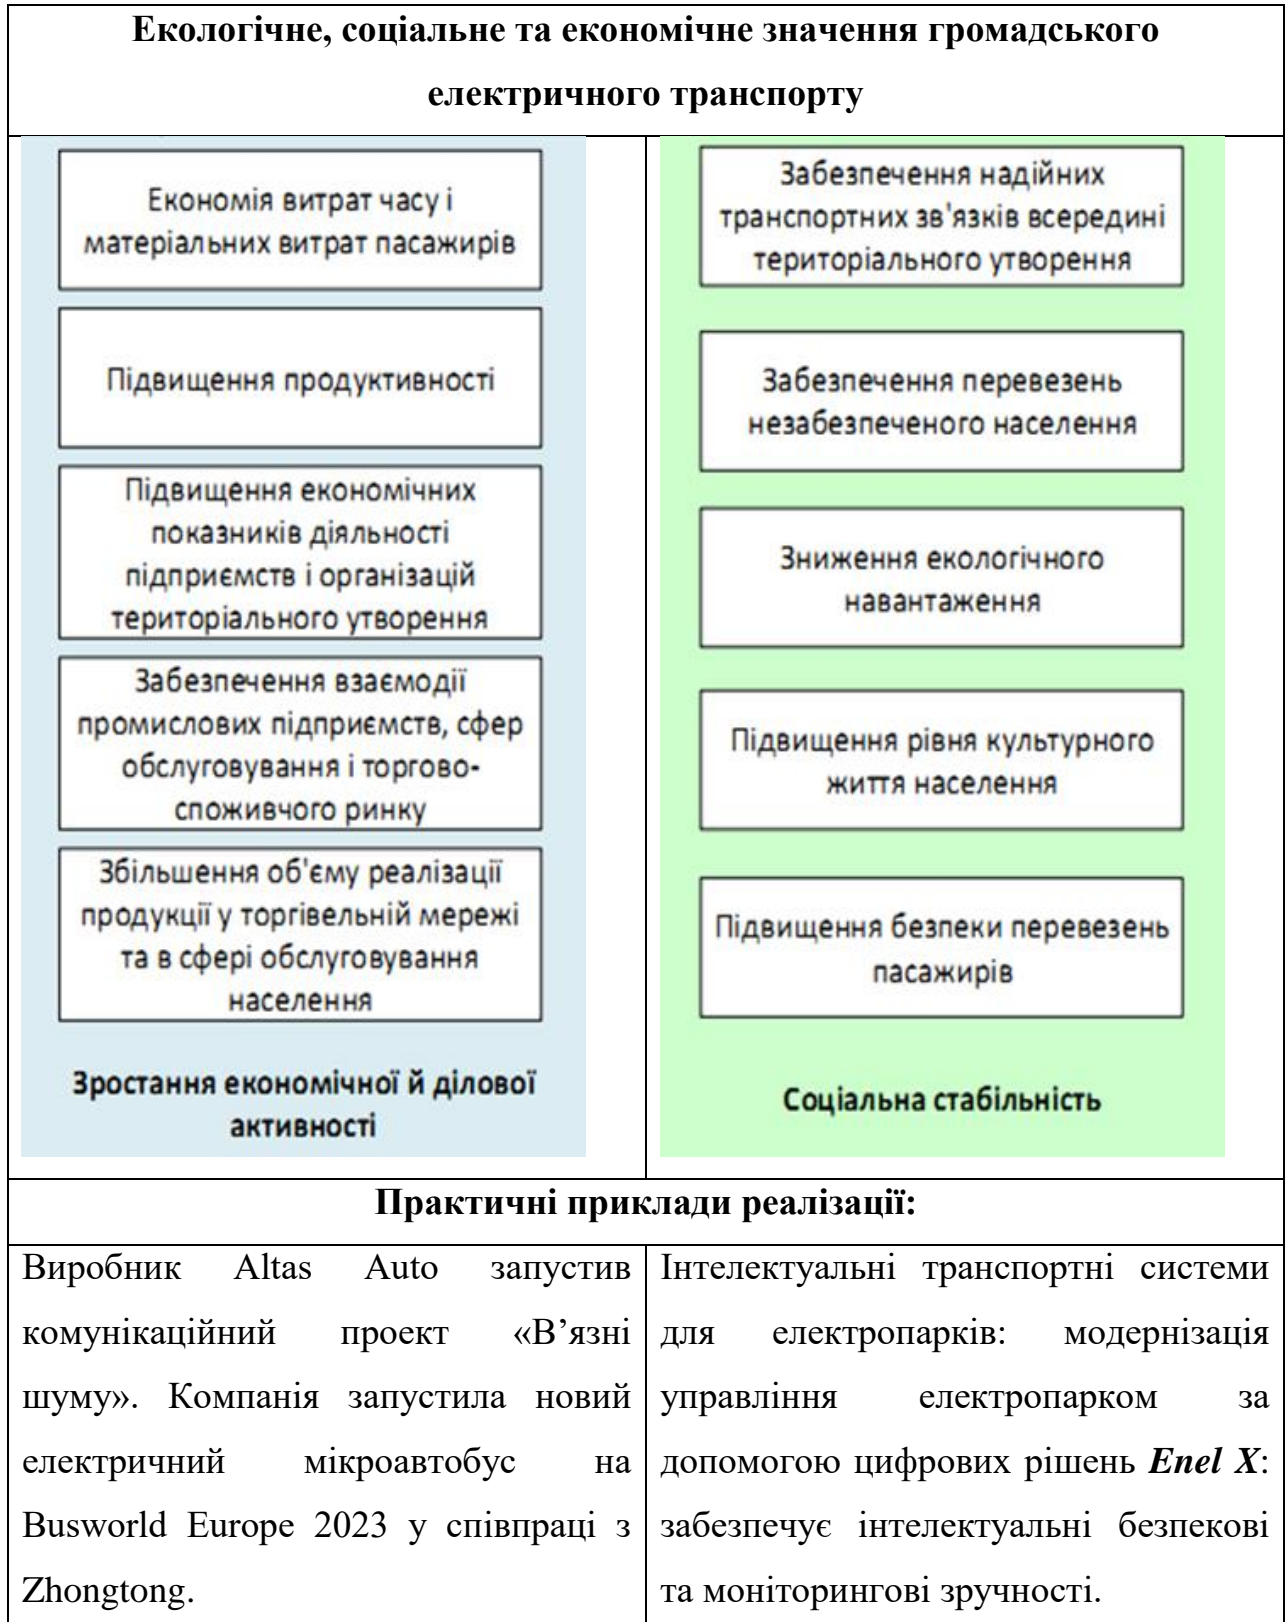 Екологічне, соціальне та економічне значення громадського
електричного транспорту
Економія витрат часу і
матеріальних витрат пасажирів
Підвищення продуктивності
Підвищення економічних
показників діяльності
підприємств і організацій
територіального утворення
Забезпечення взаємодії
промислових підприємств, сфер
обслуговування і торгово-
споживчого ринку
Збільшення об'єму реалізації
продукції у торгівельній мережі
та в сфері обслуговування
населення
Зростання економічної й ділової
активності
Забезпечення надійних
транспортних зв'язків всередині
територіального утворення
Забезпечення перевезень
незабезпеченого населення
Зниження екологічного
навантаження
Підвищення рівня культурного
життя населення
Підвищення безпеки перевезень
пасажирів
Соціальна стабільність
Практичні приклади реалізації:
Виробник Altas Auto запустив
комунікаційний проект «В’язні
шуму». Компанія запустила новий
електричний мікроавтобус на
Busworld Europe 2023 у співпраці з
Zhongtong.
Інтелектуальні транспортні системи
для електропарків: модернізація
управління електропарком за
допомогою цифрових рішень Enel X:
забезпечує інтелектуальні безпекові
та моніторингові зручності.